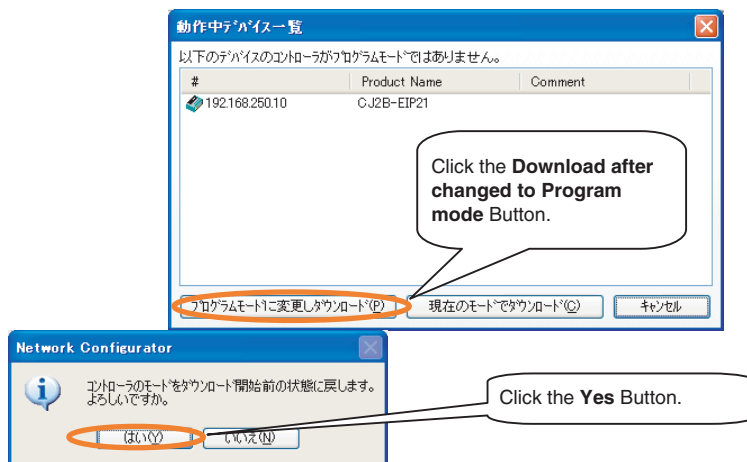 動作中デバイス一覧
以下のデバイスのコントローラがプログラムモードではありません。
# Product Name Comment
192.168.250.10 CJ2B-EIP21
Click the Download after
changed to Program
mode Button.
プログラムモードに変更しダウンロード(P) 現在のモードでダウンロード(C) キャンセル
Network Configurator
コントローラのモードをダウンロード開始前の状態に戻します。
よろしいですか。
はい(Y) いいえ(N)
Click the Yes Button.